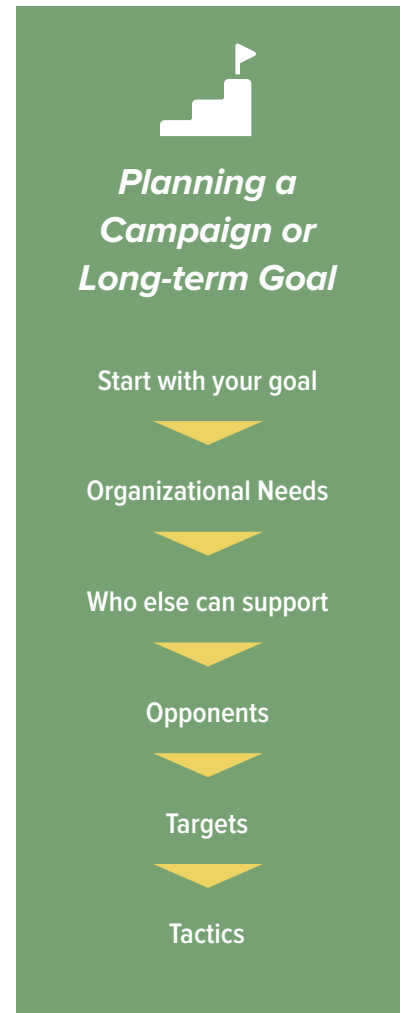 Planning a
Campaign or
Long-term Goal
Start with your goal
Organizational Needs
Who else can support
Opponents
Targets
Tactics